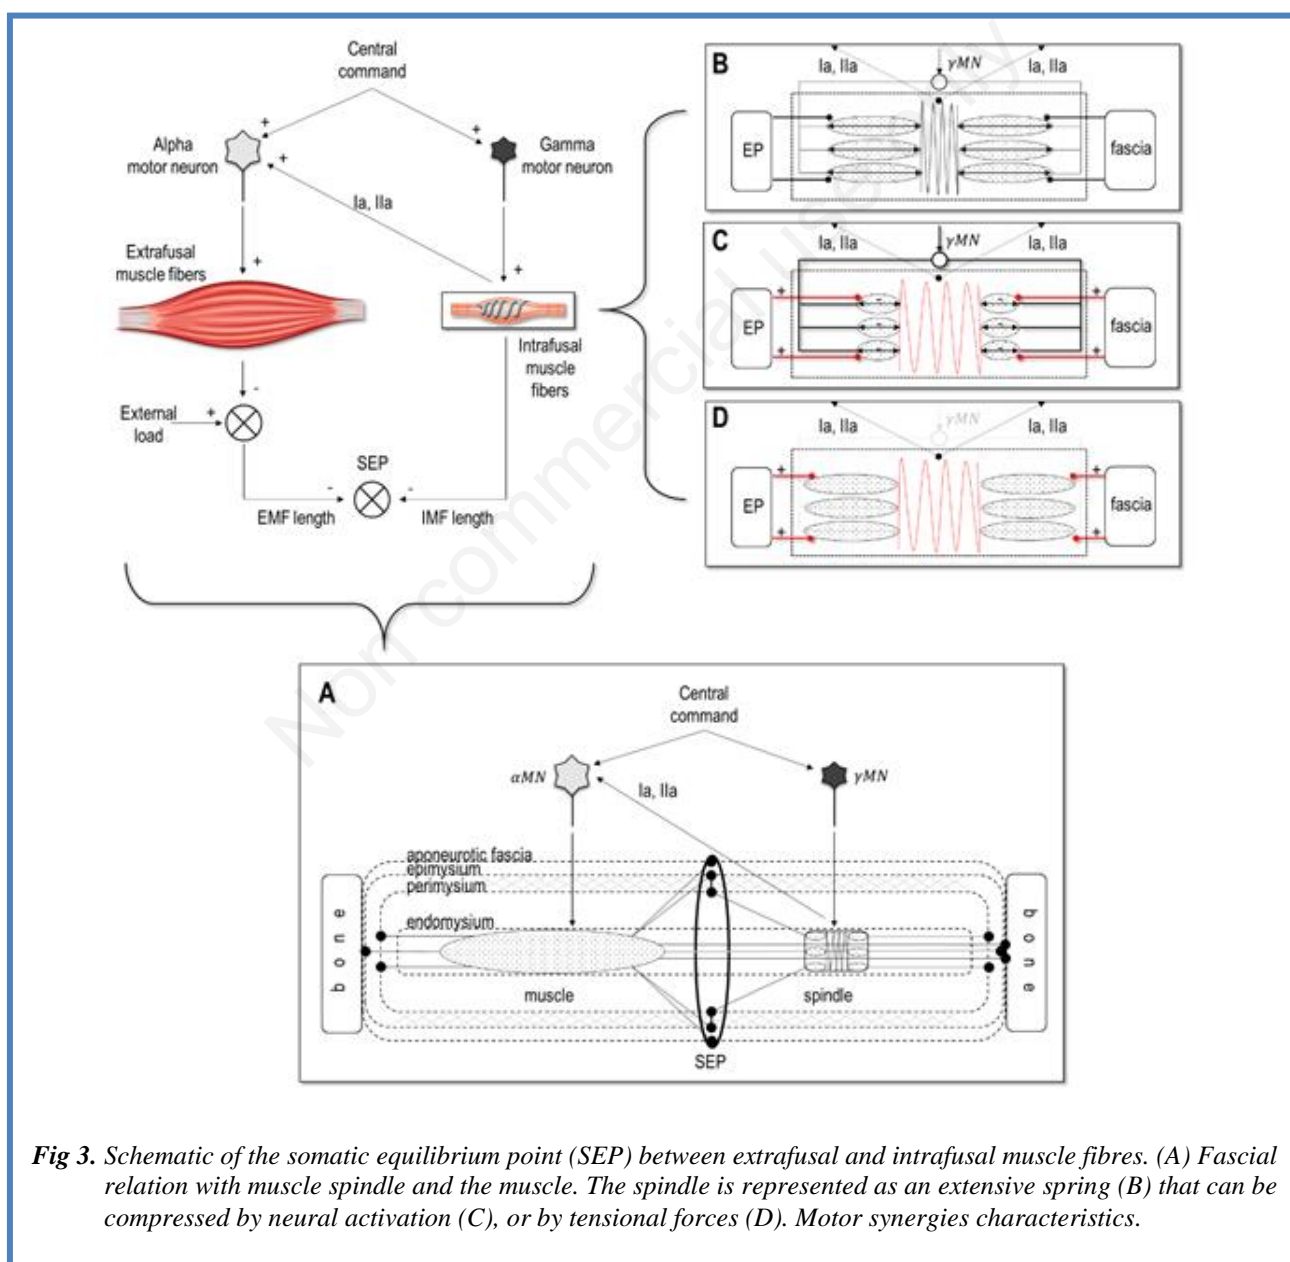 Central
command
+
+
Alpha
motor neuron
+
Gamma
motor neuron
Ia, IIa
+
+
Extrafusal
muscle fibers
Intrafusal
muscle
fibers
-
External
load
+
SEP
-
-
EMF length
IMF length
B
Ia, IIa
γMN
Ia, IIa
EP
fascia
C
Ia, IIa
γMN
Ia, IIa
+
+
EP
- -
- -
- -
fascia
+
+
D
Ia, IIa
γMN
Ia, IIa
+
+
EP
fascia
+
+
A
Central
command
αMN
Ia, IIa
γMN
aponeurotic fascia
epimysium
perimysium
endomysium
bone
bone
muscle
spindle
SEP
Non commercial use only
Fig 3. Schematic of the somatic equilibrium point (SEP) between extrafusal and intrafusal muscle fibres. (A) Fascial
relation with muscle spindle and the muscle. The spindle is represented as an extensive spring (B) that can be
compressed by neural activation (C), or by tensional forces (D). Motor synergies characteristics.